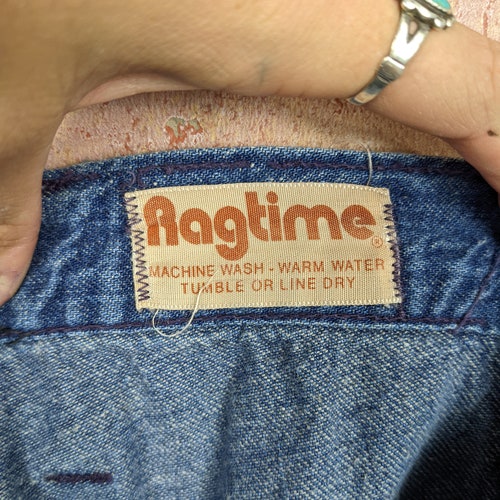 Ragtime®
MACHINE WASH - WARM WATER
TUMBLE OR LINE DRY